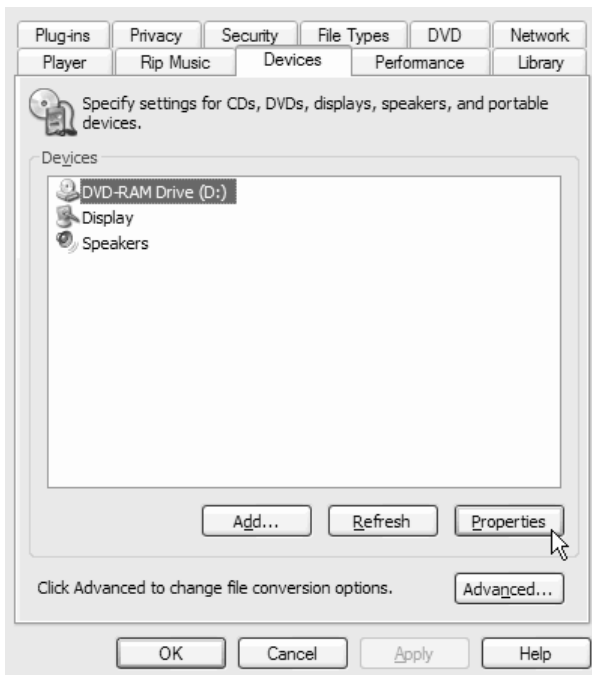 Plug-ins Privacy Security File Types DVD Network
Player Rip Music Devices Performance Library
Specify settings for CDs, DVDs, displays, speakers, and portable
devices.
Devices
DVD-RAM Drive (D:)
Display
Speakers
Add... Refresh Properties
Click Advanced to change file conversion options. Advanced...
OK Cancel Apply Help